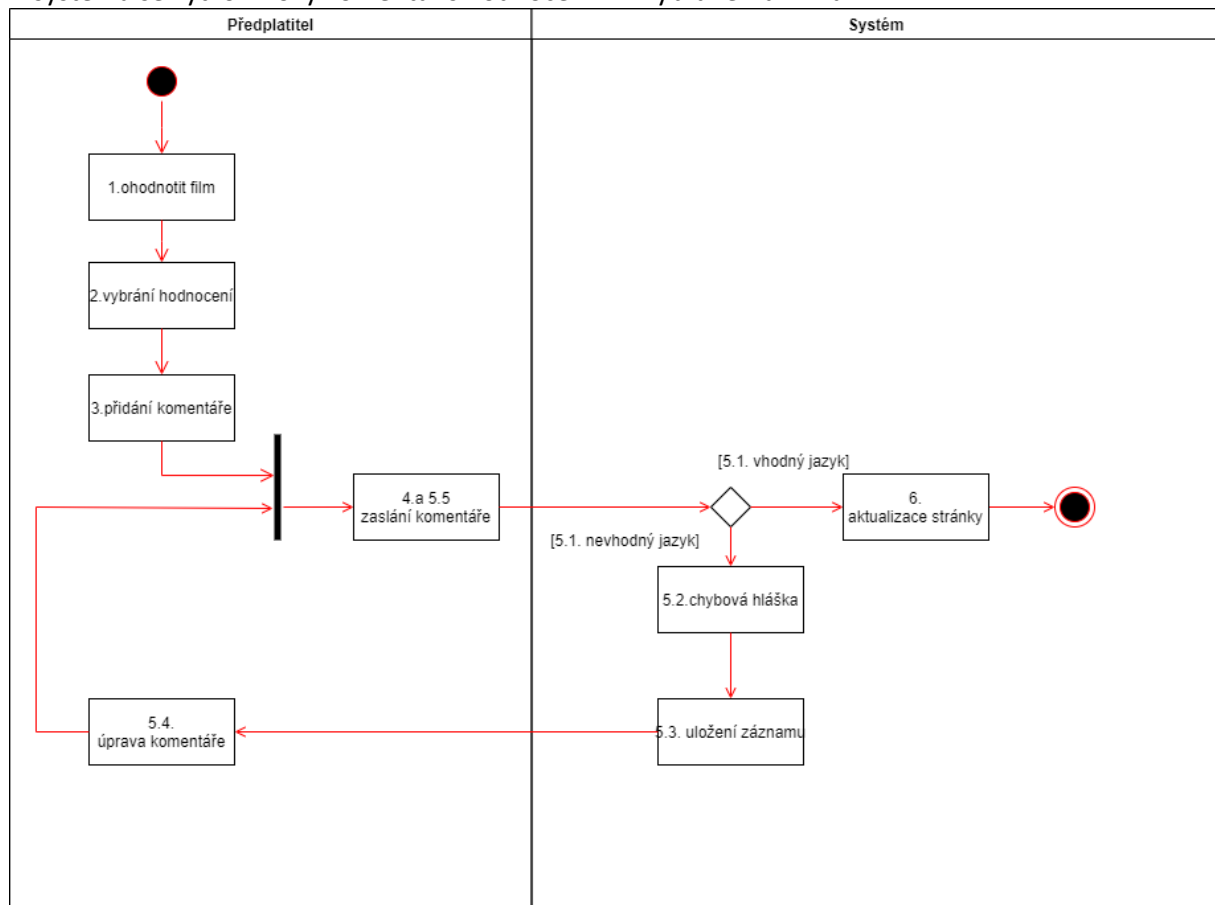 Předplatitel
Systém
1.ohodnotit film
2.vybrání hodnocení
3.přidání komentáře
4.a 5.5
zaslání komentáře
[5.1. vhodný jazyk]
6.
aktualizace stránky
[5.1. nevhodný jazyk]
5.2.chybová hláška
5.3. uložení záznamu
5.4.
úprava komentáře